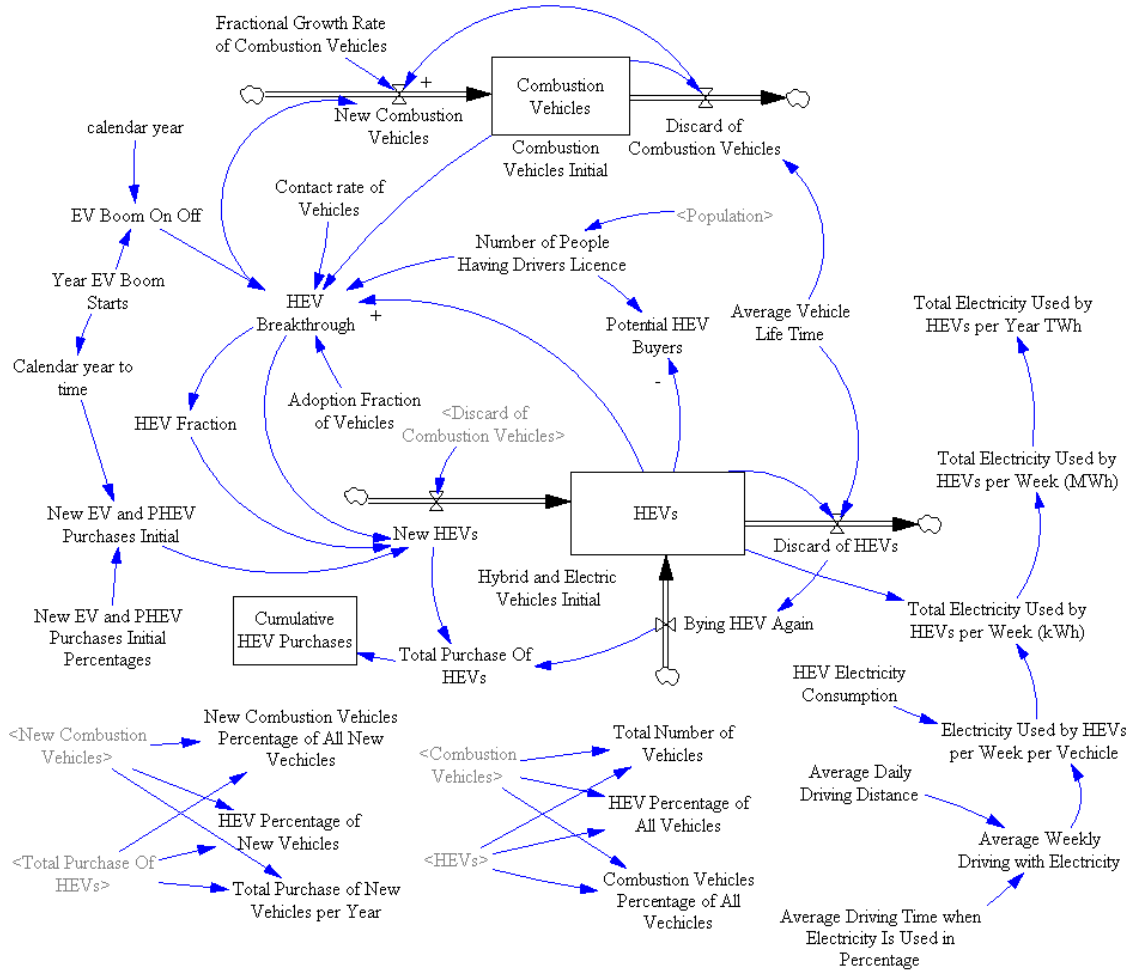 Fractional Growth Rate
of Combustion Vehicles
+
New Combustion
Vehicles
Combustion
Vehicles
Combustion
Vehicles Initial
Discard of
Combustion Vehicles
calendar year
EV Boom On Off
Contact rate of
Vehicles
<Population>
Number of People
Having Drivers Licence
Year EV Boom
Starts
HEV
Breakthrough
+
Potential HEV
Buyers
-
Average Vehicle
Life Time
Total Electricity Used by
HEVs per Year TWh
Calendar year to
time
HEV Fraction
Adoption Fraction
of Vehicles
<Discard of
Combustion Vehicles>
Total Electricity Used by
HEVs per Week (MWh)
New EV and PHEV
Purchases Initial
New HEVs
HEVs
Discard of HEVs
Hybrid and Electric
Vehicles Initial
New EV and PHEV
Purchases Initial
Percentages
Cumulative
HEV Purchases
Total Purchase Of
HEVs
Bying HEV Again
Total Electricity Used by
HEVs per Week (kWh)
HEV Electricity
Consumption
Electricity Used by HEVs
per Week per Vechicle
Average Daily
Driving Distance
Average Weekly
Driving with Electricity
Average Driving Time when
Electricity Is Used in
Percentage
<New Combustion
Vehicles>
New Combustion Vehicles
Percentage of All New
Vechicles
HEV Percentage of
New Vehicles
<Total Purchase Of
HEVs>
Total Purchase of New
Vehicles per Year
<Combustion
Vehicles>
Total Number of
Vehicles
HEV Percentage of
All Vehicles
<HEVs>
Combustion Vehicles
Percentage of All
Vechicles